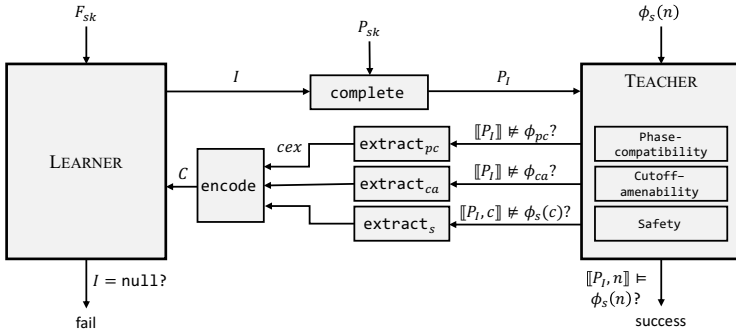 F_sk
P_sk
ϕ_s(n)
I
complete
P_I
TEACHER
LEARNER
C
encode
cex
extract_pc
⟦P_I⟧ ⊭ ϕ_pc?
Phase-
compatibility
extract_ca
⟦P_I⟧ ⊭ ϕ_ca?
Cutoff-
amenability
extract_s
⟦P_I, c⟧ ⊭ ϕ_s(c)?
Safety
I = null?
fail
⟦P_I, n⟧ ⊨
ϕ_s(n)?
success